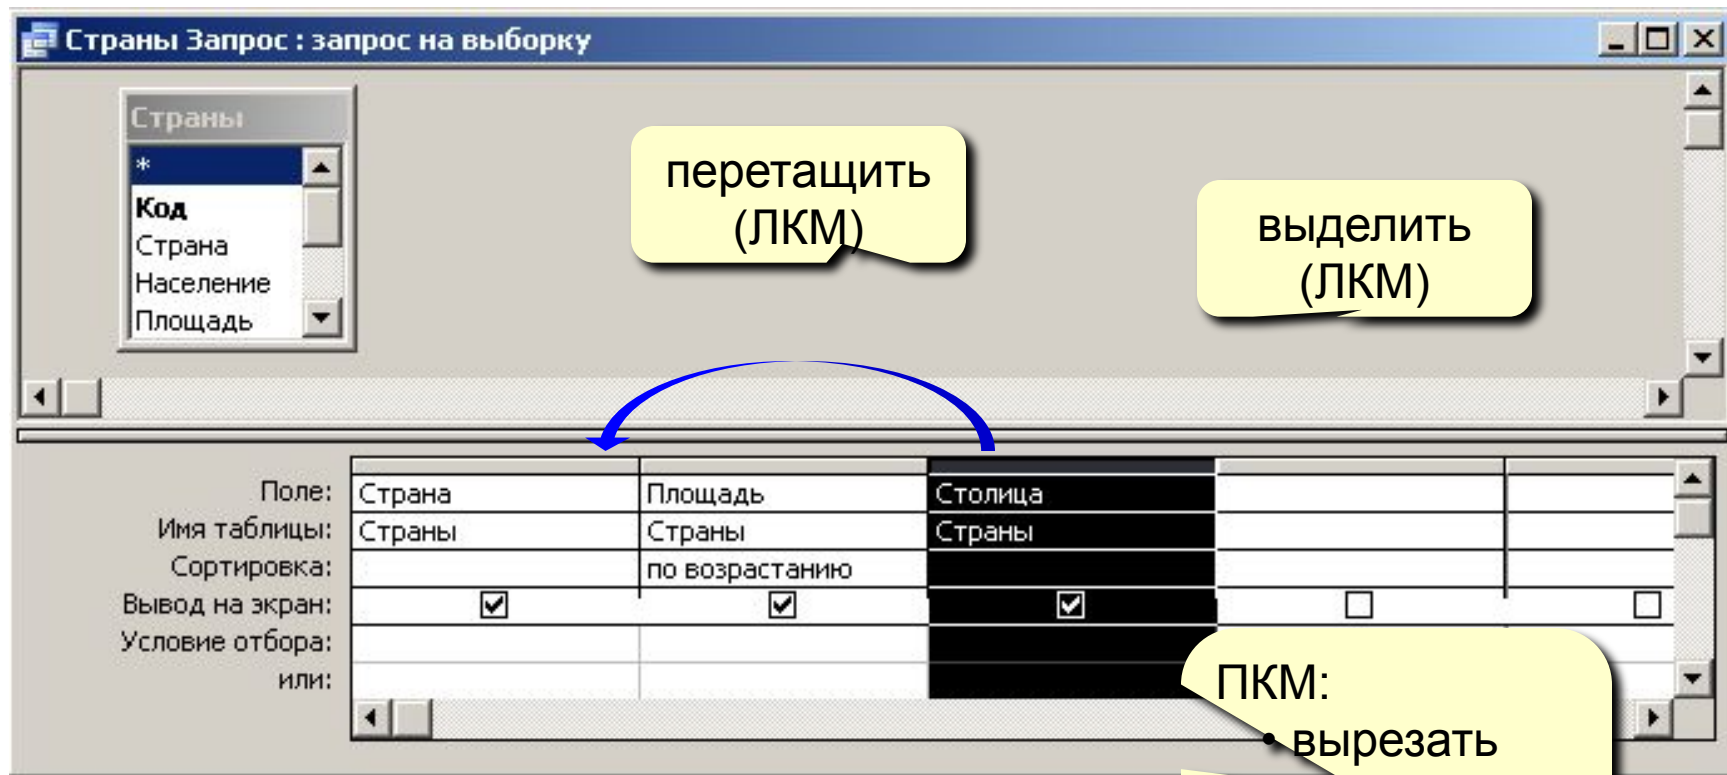 Страны Запрос : запрос на выборку
Страны
*
Код
Страна
Население
Площадь
перетащить
(ЛКМ)
выделить
(ЛКМ)
Поле: Страна Площадь Столица
Имя таблицы: Страны Страны Страны
Сортировка: по возрастанию
Вывод на экран:
Условие отбора:
или:
ПКМ:
• вырезать